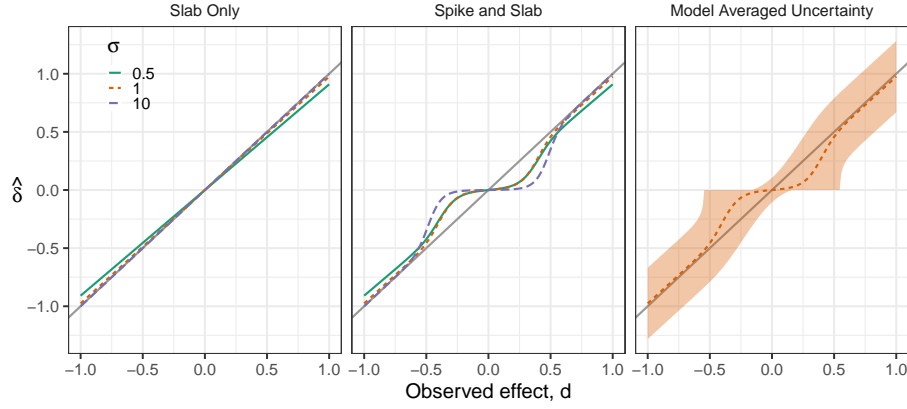 Slab Only
Spike and Slab
Model Averaged Uncertainty
σ
0.5
1
10
1.0
0.5
0.0
−0.5
−1.0
δ̂
−1.0 −0.5 0.0 0.5 1.0
−1.0 −0.5 0.0 0.5 1.0
−1.0 −0.5 0.0 0.5 1.0
Observed effect, d